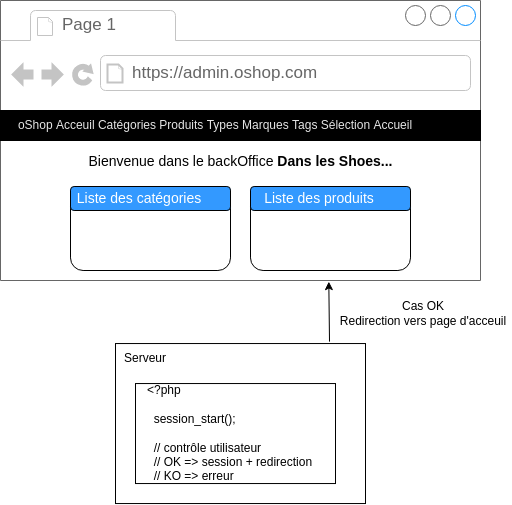 Page 1
https://admin.oshop.com
oShop Acceuil Catégories Produits Types Marques Tags Sélection Accueil
Bienvenue dans le backOffice Dans les Shoes...
Liste des catégories
Liste des produits
Cas OK
Redirection vers page d'acceuil
Serveur
<?php
session_start();
// contrôle utilisateur
// OK => session + redirection
// KO => erreur